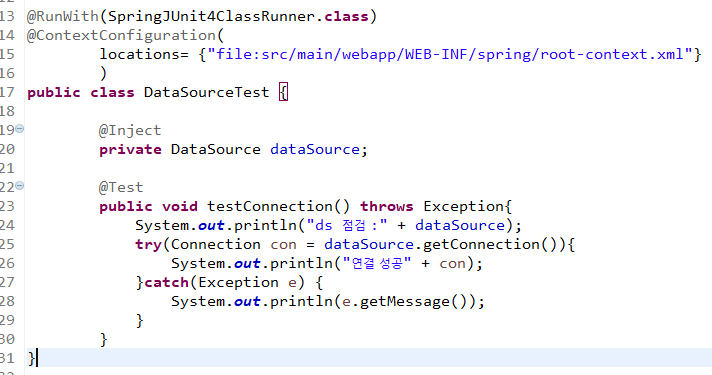 13 @RunWith(SpringJUnit4ClassRunner.class)
14 @ContextConfiguration(
15 locations= {"file:src/main/webapp/WEB-INF/spring/root-context.xml"}
16 )
17 public class DataSourceTest {
18
19 @Inject
20 private DataSource dataSource;
21
22 @Test
23 public void testConnection() throws Exception{
24 System.out.println("ds 점검 :" + dataSource);
25 try(Connection con = dataSource.getConnection()){
26 System.out.println("연결 성공" + con);
27 }catch(Exception e) {
28 System.out.println(e.getMessage());
29 }
30 }
31 }